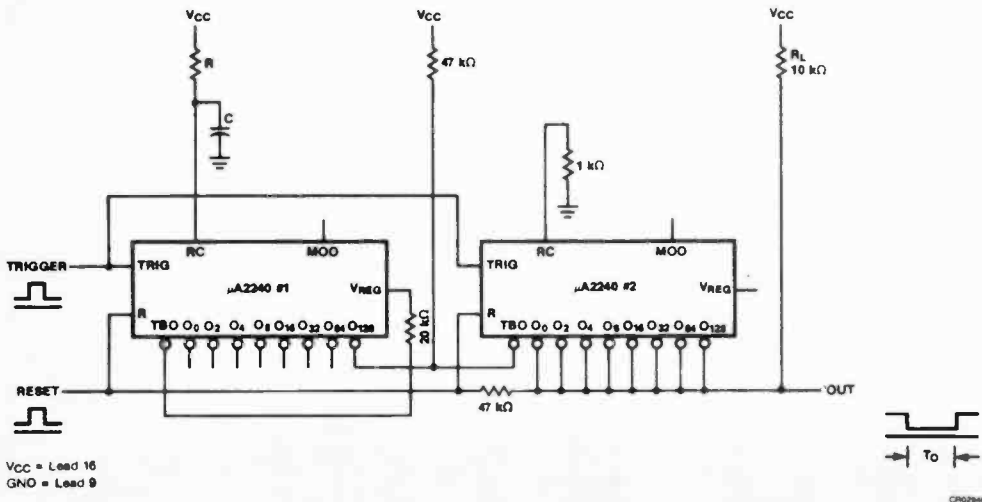 VCC
VCC
VCC
R
47 kΩ
RL
10 kΩ
C
1 kΩ
RC
MOO
RC
MOO
TRIGGER
TRIG
TRIG
µA2240 #1
VREG
µA2240 #2
VREG
R
R
20 kΩ
TBO O0 O2 O4 O8 O16 O32 O64 O128
TBO O0 O2 O4 O8 O16 O32 O64 O128
RESET
47 kΩ
OUT
TO
VCC = Lead 16
GNO = Lead 9